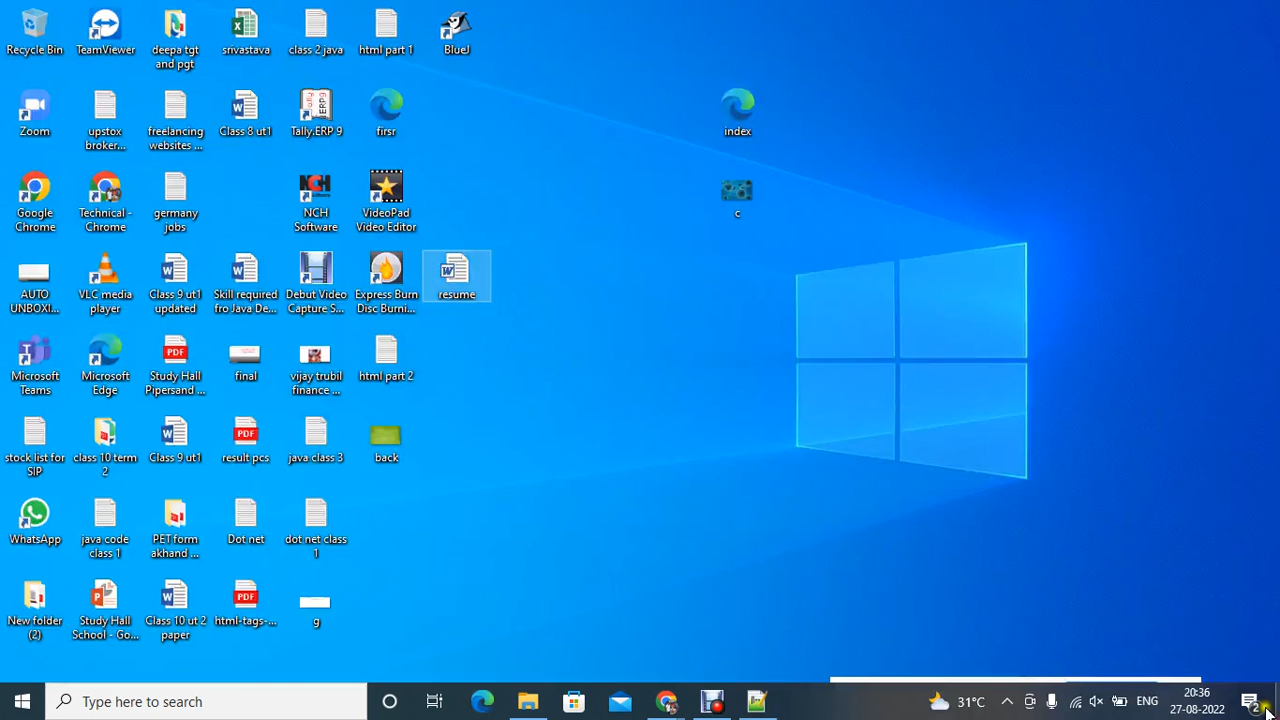 Recycle Bin
TeamViewer
deepa tgt
and pgt
srivastava
class 2 java
html part 1
BlueJ
Zoom
upstox
broker...
freelancing
websites ...
Class 8 ut1
Tally.ERP 9
firsr
index
Google
Chrome
Technical -
Chrome
germany
jobs
NCH
Software
VideoPad
Video Editor
c
AUTO
UNBOXI...
VLC media
player
Class 9 ut1
updated
Skill required
fro Java De...
Debut Video
Capture S...
Express Burn
Disc Burni...
resume
Microsoft
Teams
Microsoft
Edge
Study Hall
Pipersand ...
final
vijay trubil
finance ...
html part 2
stock list for
SIP
class 10 term
2
Class 9 ut1
result pcs
java class 3
back
WhatsApp
java code
class 1
PET form
akhand ...
Dot net
dot net class
1
New folder
(2)
Study Hall
School - Go...
Class 10 ut 2
paper
html-tags-...
g
Type here to search
31°C
ENG
20:36
27-08-2022
2